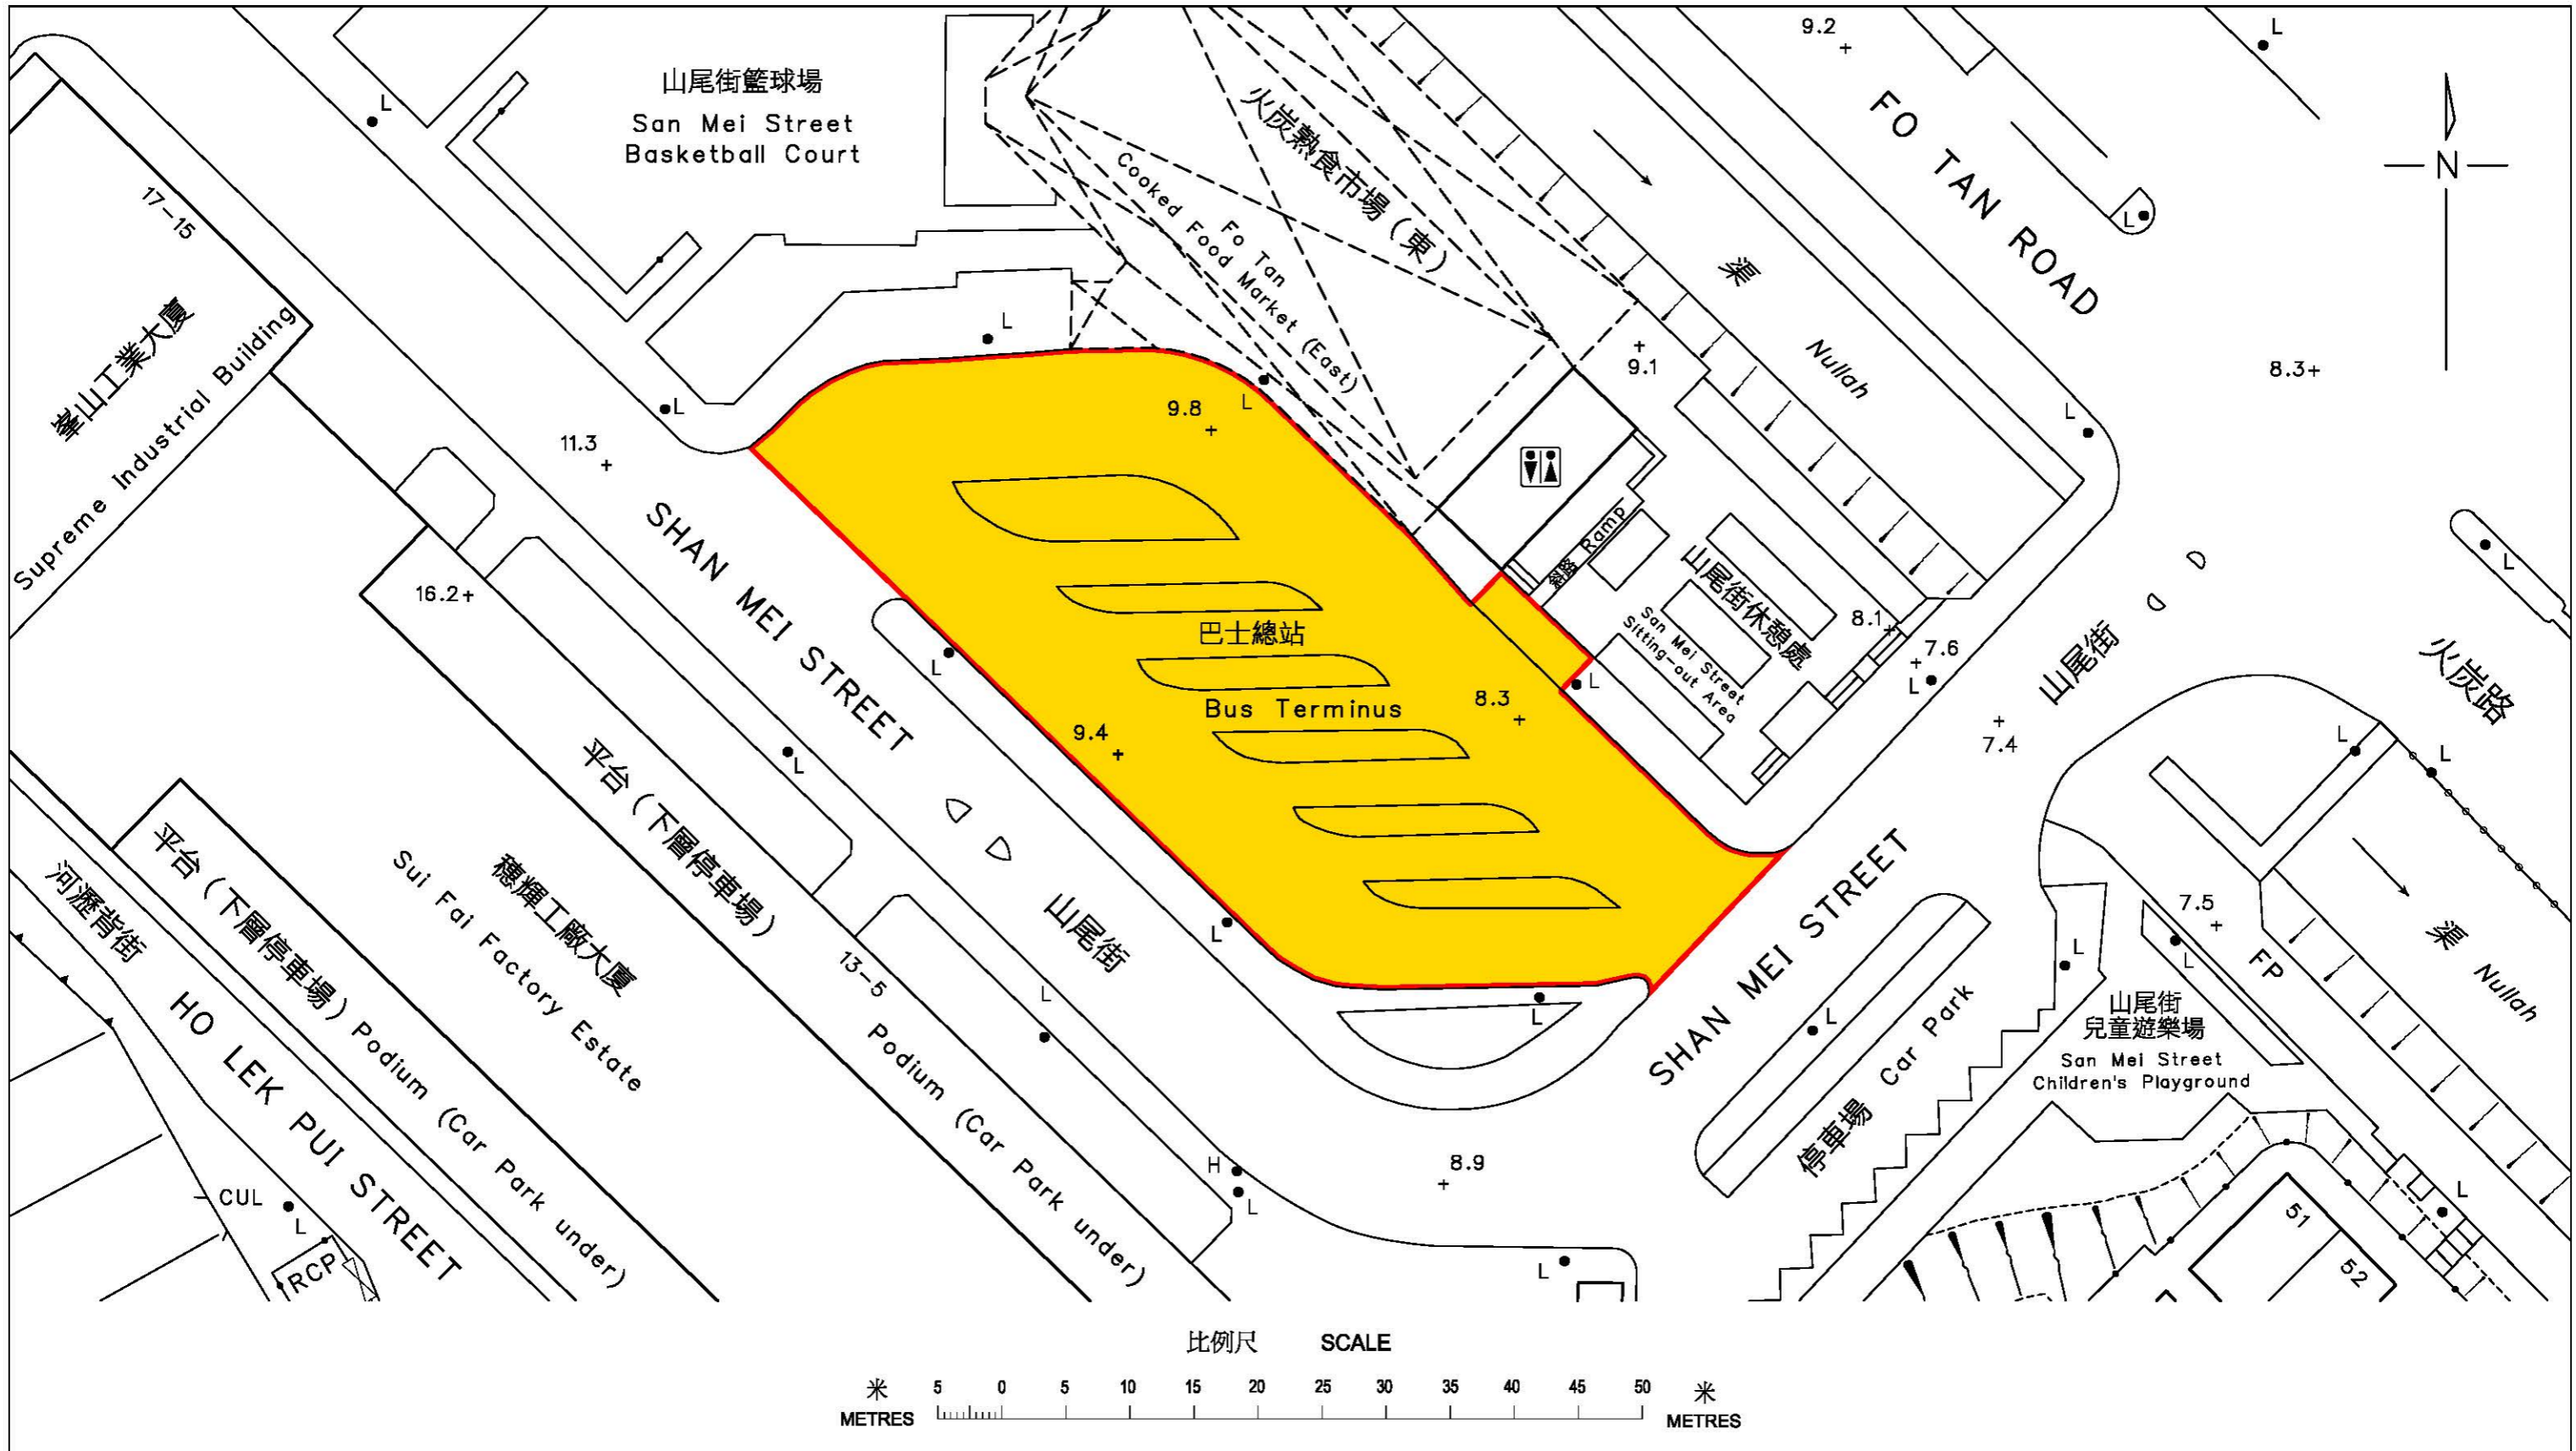 9.2
L
L
山尾街籃球場
San Mei Street
Basketball Court
火炭熟食市場（東）
Cooked
Food Market (East)
Fo Tan
FO TAN ROAD
N
L
17-15
渠
Nullah
8.3
峯山工業大廈
Supreme Industrial Building
L
9.1
L
L
L
9.8
11.3
SHAN MEI STREET
16.2
斜路 Ramp
山尾街休憩處
San Mei Street
Sitting-out Area
8.1
7.6
L
L
山尾街
火炭路
巴士總站
Bus Terminus
8.3
9.4
L
L
7.4
L
L
L
平台（下層停車場）
平台（下層停車場）
Podium (Car Park under)
穗輝工廠大廈
Sui Fai Factory Estate
河瀝背街
HO LEK PUI STREET
13-5
Podium (Car Park under)
山尾街
L
L
L
SHAN MEI STREET
L
停車場 Car Park
L
7.5
L
FP
渠 Nullah
山尾街
兒童遊樂場
San Mei Street
Children's Playground
H
L
8.9
L
CUL
L
RCP
L
51
52
比例尺 SCALE
米 5 0 5 10 15 20 25 30 35 40 45 50 米
METRES METRES